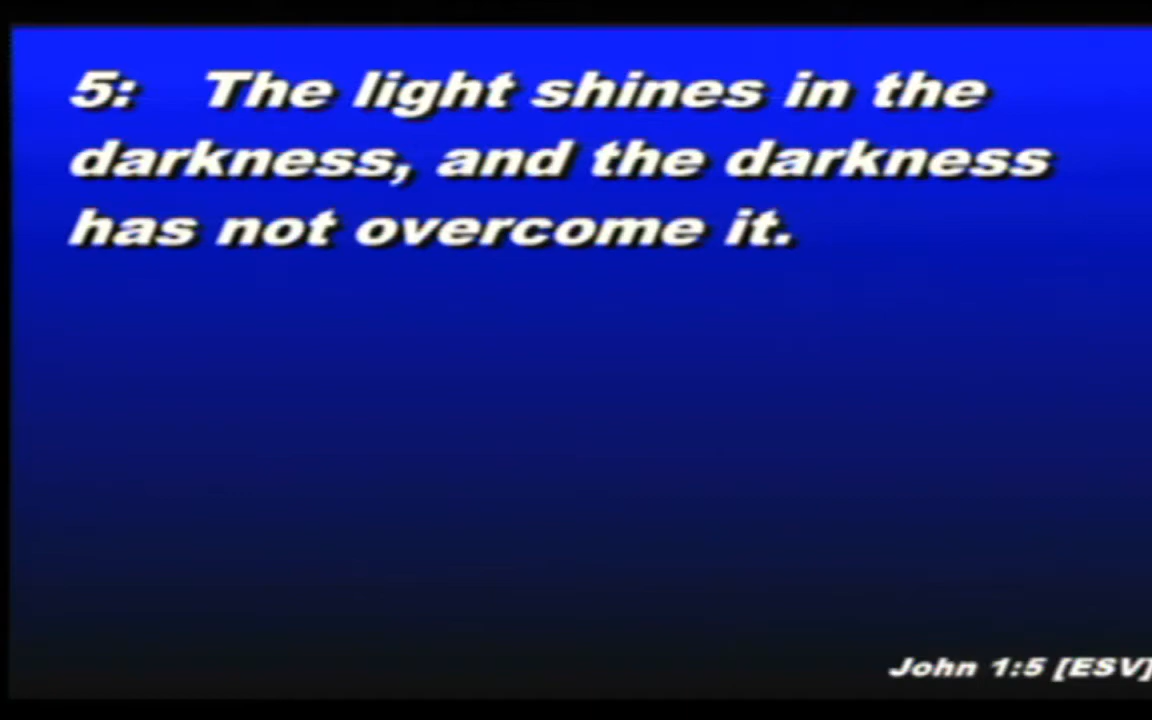 5: The light shines in the
darkness, and the darkness
has not overcome it.
John 1:5 [ESV]